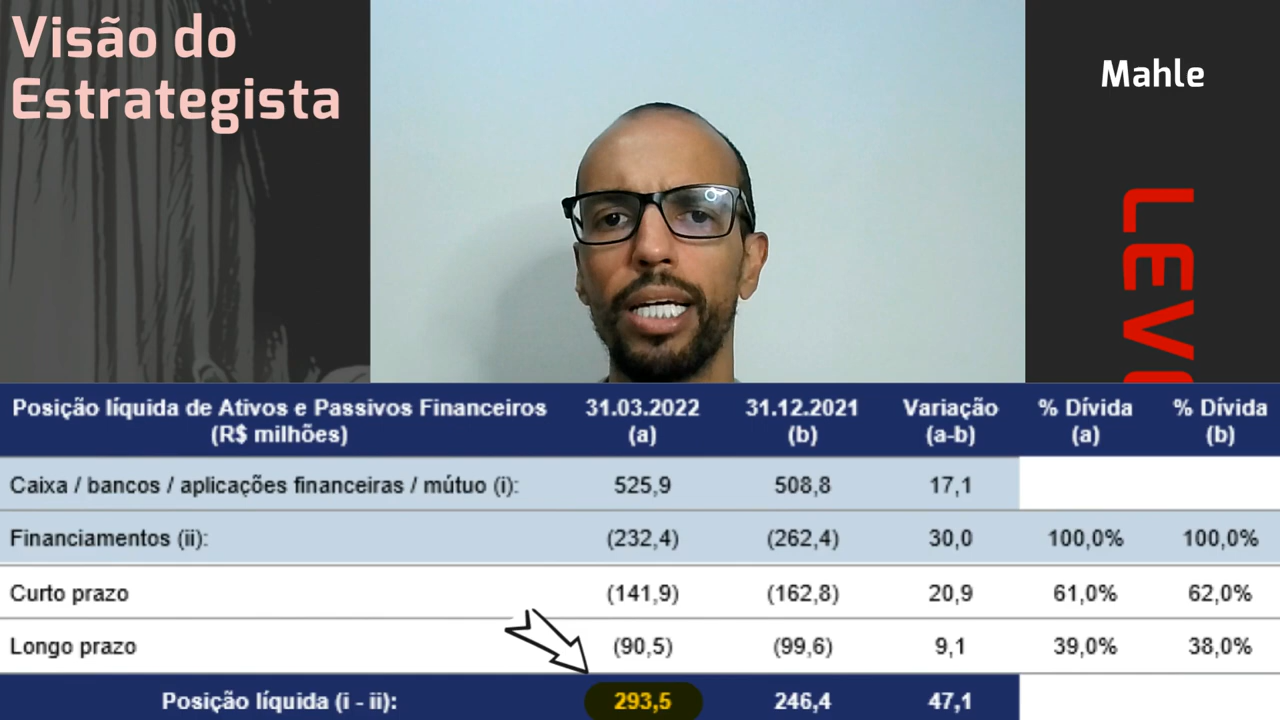 Visão do
Estrategista
Mahle
LEV
Posição líquida de Ativos e Passivos Financeiros 31.03.2022 31.12.2021 Variação % Dívida % Dívida
(R$ milhões) (a) (b) (a-b) (a) (b)
Caixa / bancos / aplicações financeiras / mútuo (i): 525,9 508,8 17,1
Financiamentos (ii): (232,4) (262,4) 30,0 100,0% 100,0%
Curto prazo (141,9) (162,8) 20,9 61,0% 62,0%
Longo prazo (90,5) (99,6) 9,1 39,0% 38,0%
Posição líquida (i - ii): 293,5 246,4 47,1